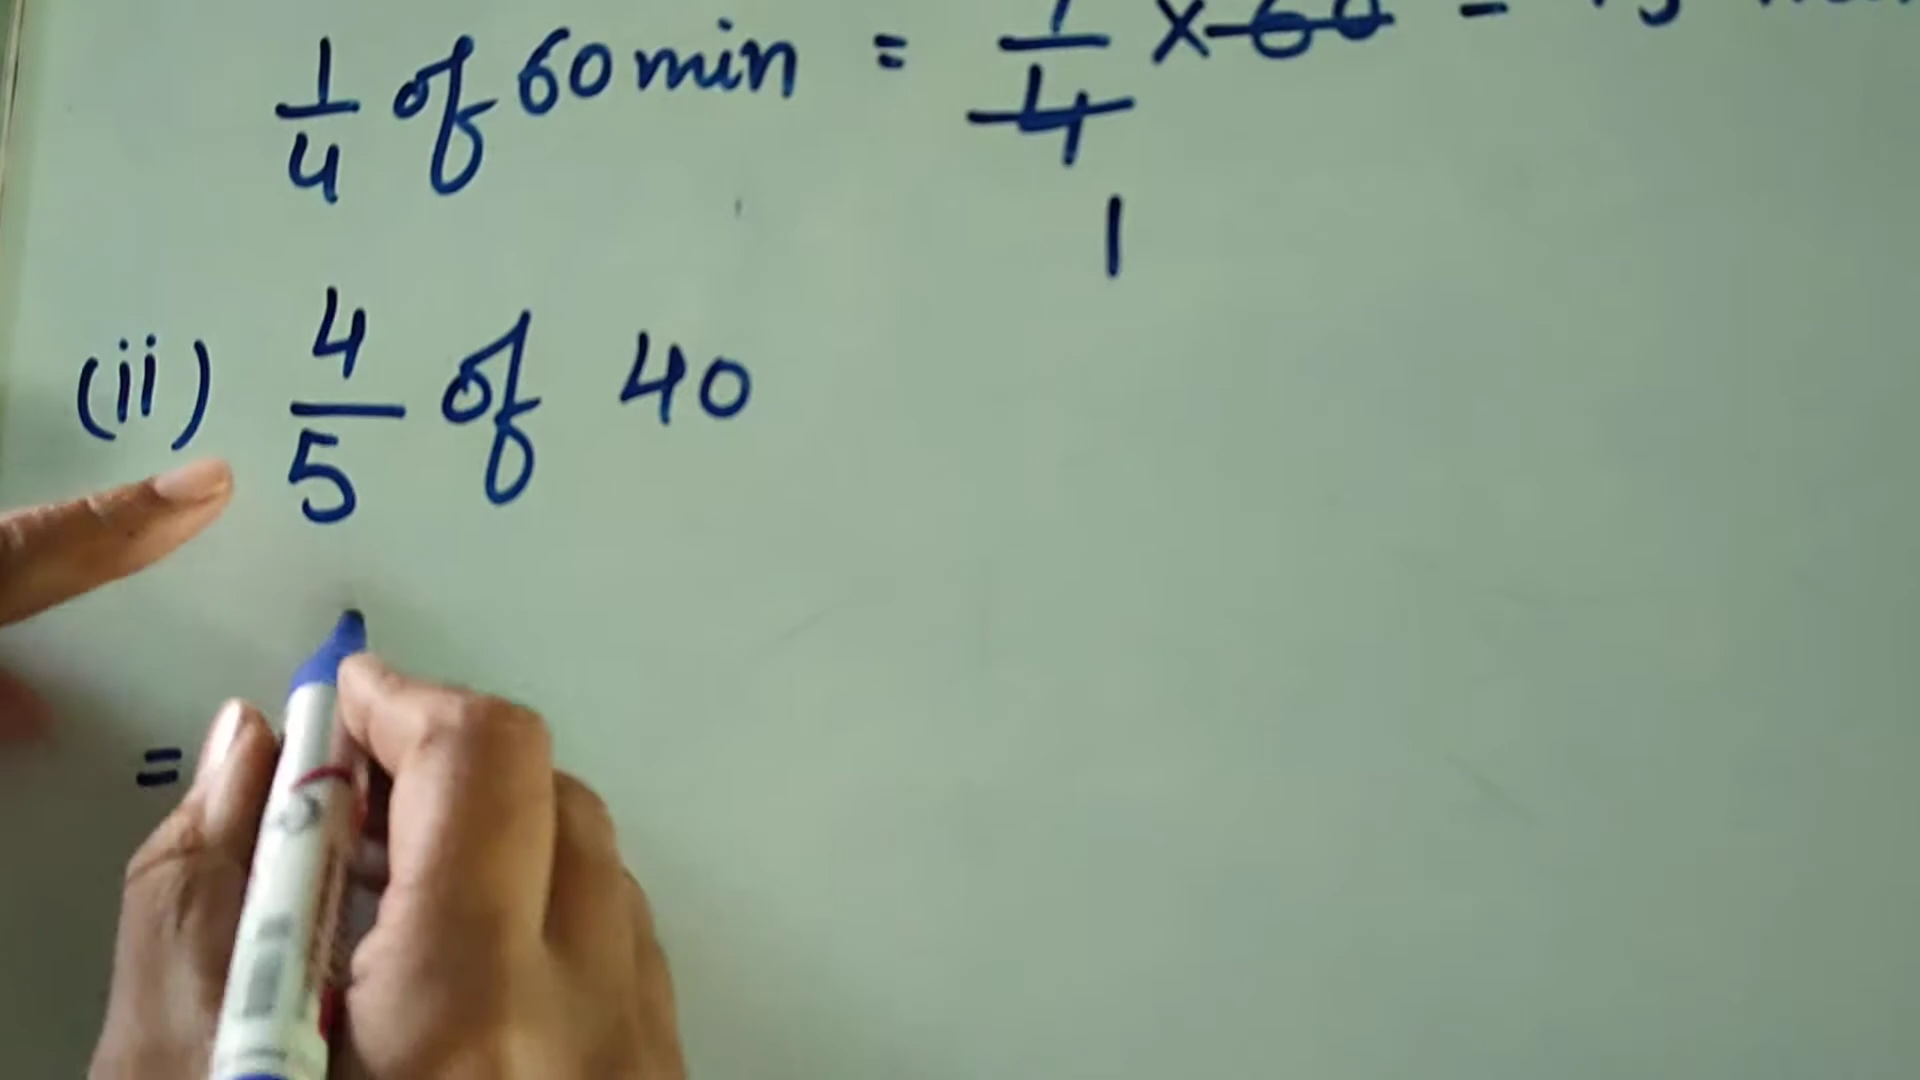 1/4 of 60 min = 1/4 × 60 =
1
(ii) 4/5 of 40
=